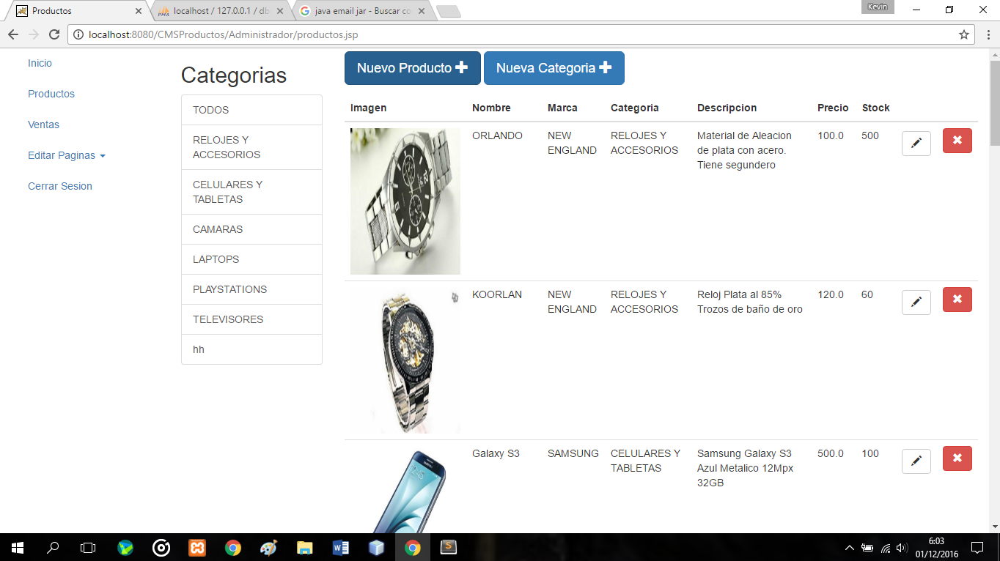 Productos
localhost / 127.0.0.1 / db
java email jar - Buscar co
Kevin
localhost:8080/CMSProductos/Administrador/productos.jsp
Inicio
Productos
Ventas
Editar Paginas
Cerrar Sesion
Categorias
TODOS
RELOJES Y
ACCESORIOS
CELULARES Y
TABLETAS
CAMARAS
LAPTOPS
PLAYSTATIONS
TELEVISORES
hh
Nuevo Producto
Nueva Categoria
Imagen Nombre Marca Categoria Descripcion Precio Stock
ORLANDO
NEW
ENGLAND
RELOJES Y
ACCESORIOS
Material de Aleacion
de plata con acero.
Tiene segundero
100.0
500
KOORLAN
NEW
ENGLAND
RELOJES Y
ACCESORIOS
Reloj Plata al 85%
Trozos de baño de oro
120.0
60
Galaxy S3
SAMSUNG
CELULARES Y
TABLETAS
Samsung Galaxy S3
Azul Metalico 12Mpx
32GB
500.0
100
6:03
01/12/2016